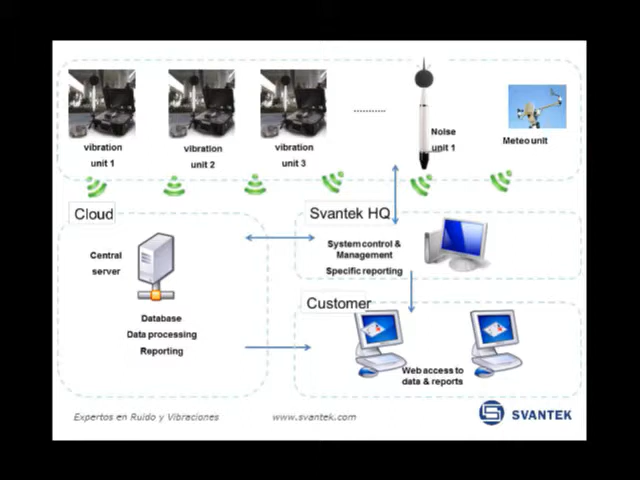 vibration
unit 1
vibration
unit 2
vibration
unit 3
...........
Noise
unit 1
Meteo unit
Cloud
Central
server
Database
Data processing
Reporting
Svantek HQ
System control &
Management
Specific reporting
Customer
Web access to
data & reports
Expertos en Ruido y Vibraciones
www.svantek.com
SVANTEK